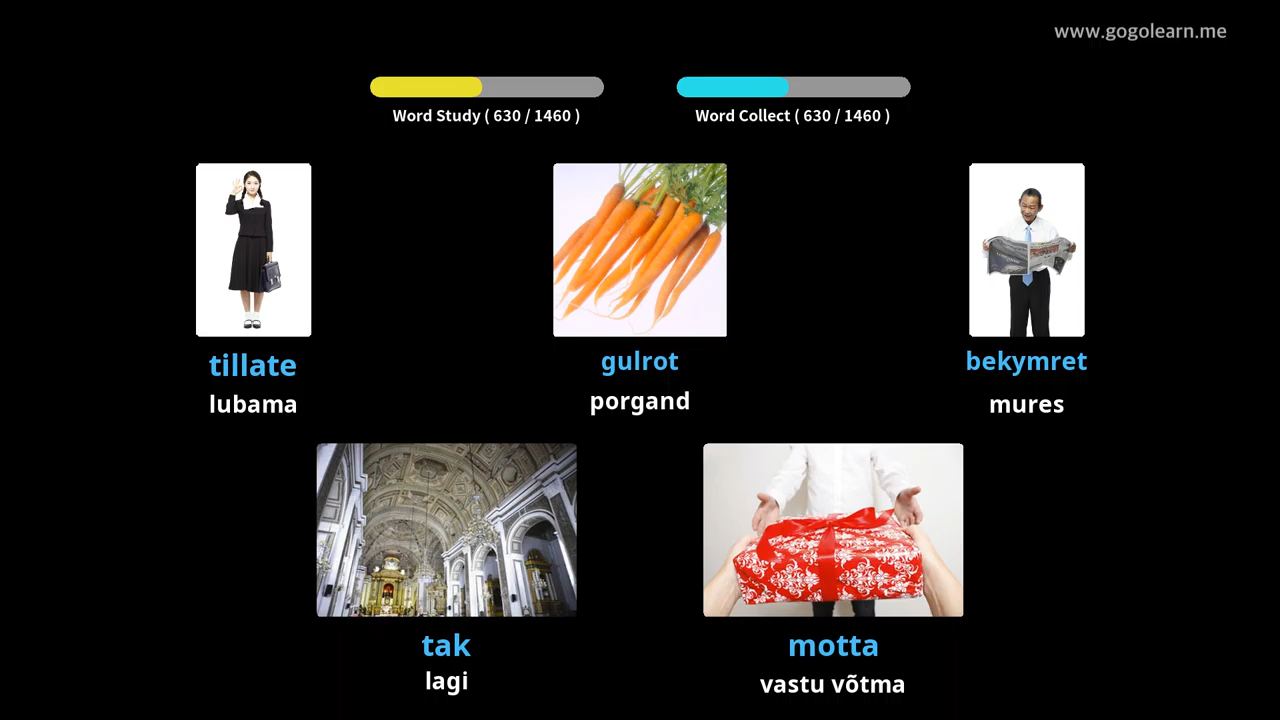 www.gogolearn.me
Word Study ( 630 / 1460 )
Word Collect ( 630 / 1460 )
tillate
lubama
gulrot
porgand
bekymret
mures
tak
lagi
motta
vastu võtma